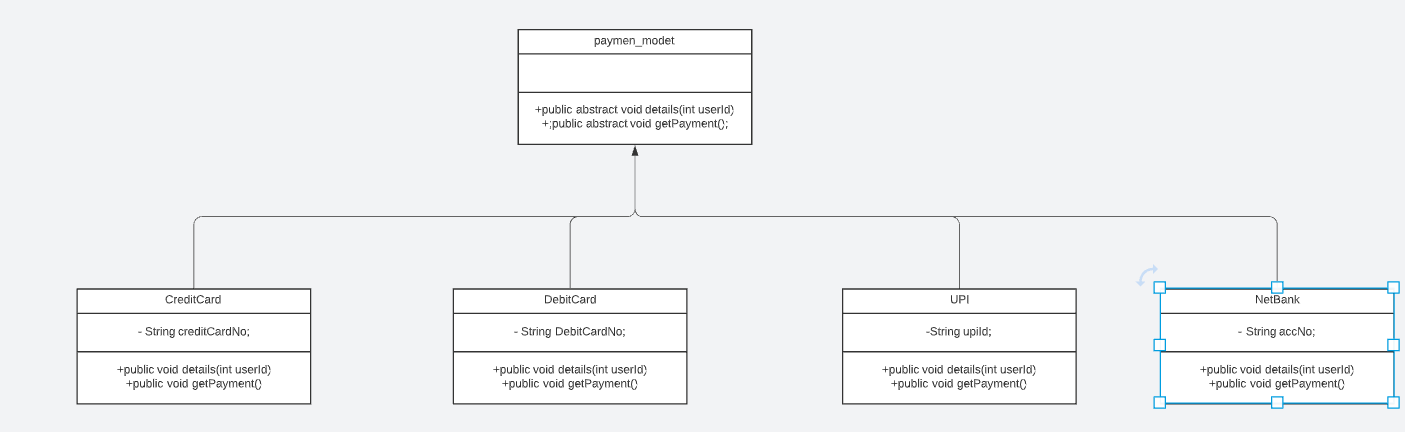 paymen_modet
+public abstract void details(int userId)
+;public abstract void getPayment();
CreditCard
- String creditCardNo;
+public void details(int userId)
+public void getPayment()
DebitCard
- String DebitCardNo;
+public void details(int userId)
+public void getPayment()
UPI
-String upiId;
+public void details(int userId)
+public void getPayment()
NetBank
- String accNo;
+public void details(int userId)
+public void getPayment()